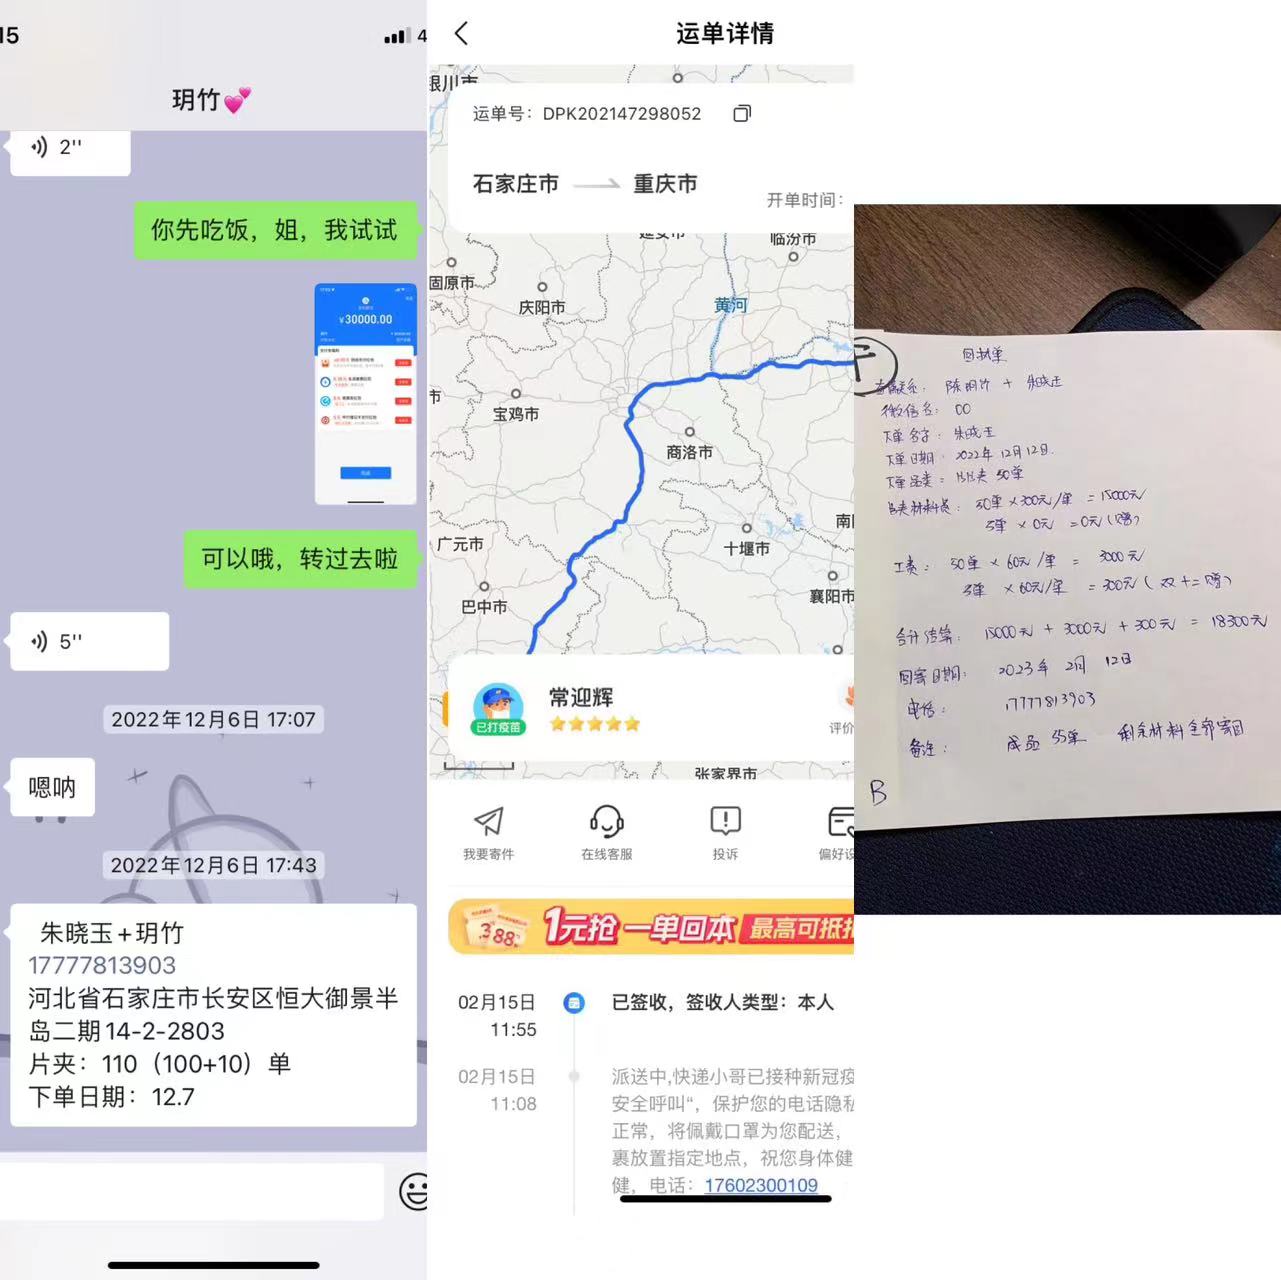 15
4
玥竹
2''
你先吃饭，姐，我试试
¥30000.00
可以哦，转过去啦
5''
2022年12月6日 17:07
嗯呐
2022年12月6日 17:43
朱晓玉+玥竹
17777813903
河北省石家庄市长安区恒大御景半
岛二期14-2-2803
片夹：110（100+10）单
下单日期：12.7
运单详情
银川市
运单号：DPK202147298052
石家庄市
重庆市
开单时间：
延安市
临汾市
固原市
庆阳市
黄河
宝鸡市
商洛市
广元市
十堰市
巴中市
襄阳市
常迎辉
已打疫苗
评价
张家界市
我要寄件
在线客服
投诉
偏好设
1元抢 一单回本 最高可抵扣
02月15日
11:55
已签收，签收人类型：本人
02月15日
11:08
派送中,快递小哥已接种新冠疫
安全呼叫“，保护您的电话隐私
正常，将佩戴口罩为您配送，
裹放置指定地点，祝您身体健
健，电话：17602300109
回材单
陈玥竹 + 朱晓玉
微信名：OO
下单名字：朱晓玉
下单日期：2022年12月12日.
下单品类：片夹 50单
片夹材料费：50单×300元/单 =15000元
5单 × 0元 =0元(赠)
工费：50单 × 60元/单 = 3000元
5单 × 60元/单 =300元(双十二赠)
合计结算：15000元 + 3000元 + 300元 = 18300元
回寄日期：2023年 2月 12日
电话：17777813903
备注：成品 55单 剩余材料全部寄回
B